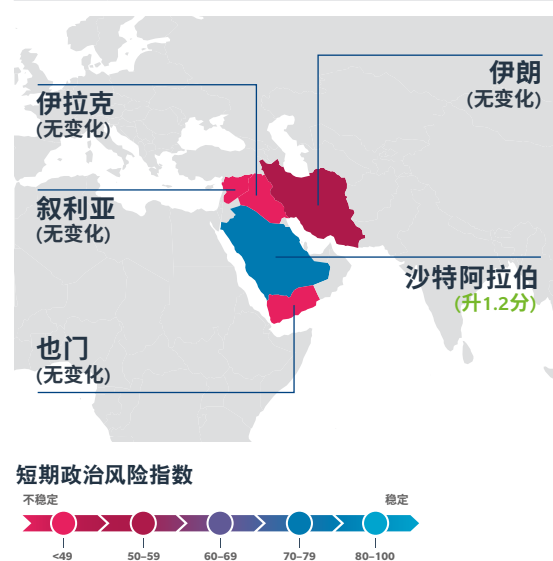 伊朗
(无变化)
伊拉克
(无变化)
叙利亚
(无变化)
沙特阿拉伯
(升1.2分)
也门
(无变化)
短期政治风险指数
不稳定 稳定
<49 50–59 60–69 70–79 80–100